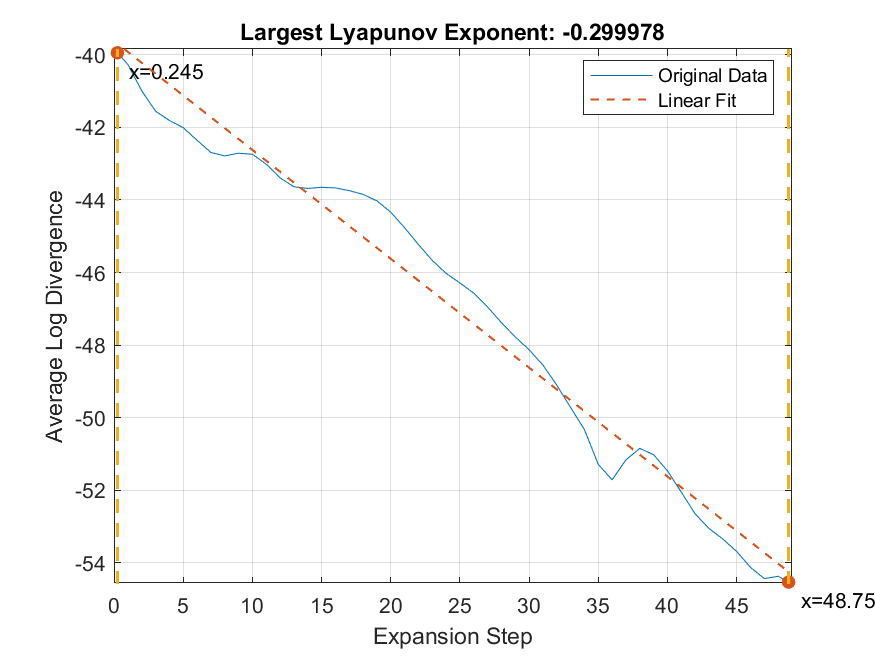 Largest Lyapunov Exponent: -0.299978
-40
x=0.245
Original Data
Linear Fit
-42
-44
-46
-48
-50
-52
-54
Average Log Divergence
0 5 10 15 20 25 30 35 40 45
x=48.75
Expansion Step